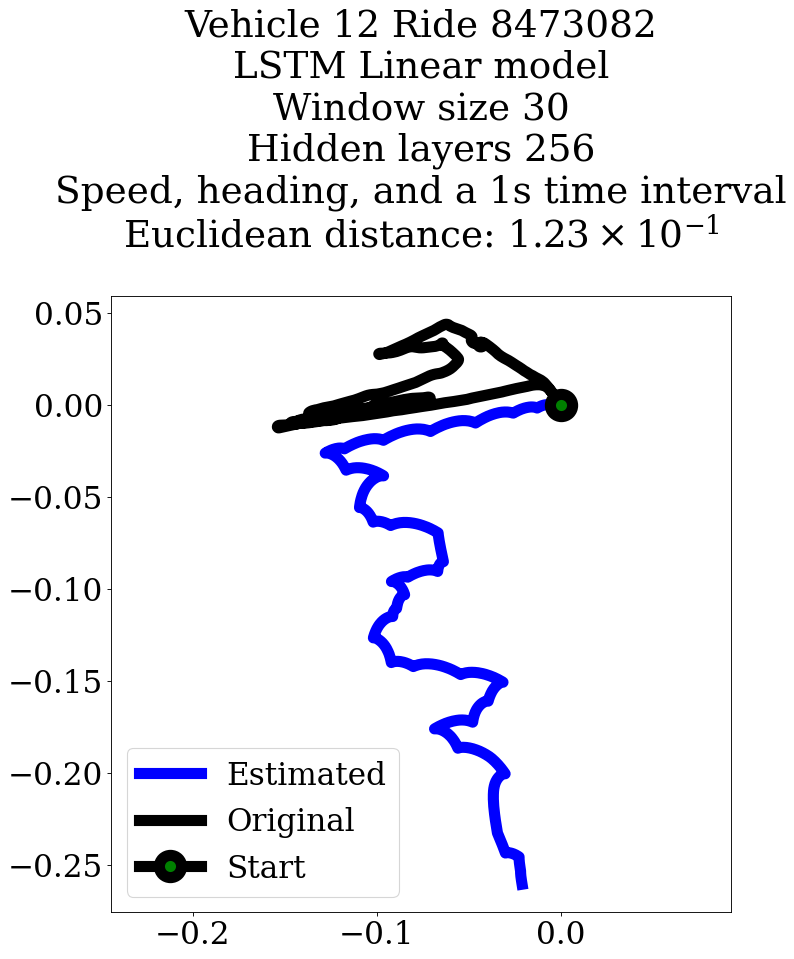 Vehicle 12 Ride 8473082
LSTM Linear model
Window size 30
Hidden layers 256
Speed, heading, and a 1s time interval
Euclidean distance: 1.23 × 10⁻¹
0.05
0.00
−0.05
−0.10
−0.15
−0.20
−0.25
Estimated
Original
Start
−0.2
−0.1
0.0